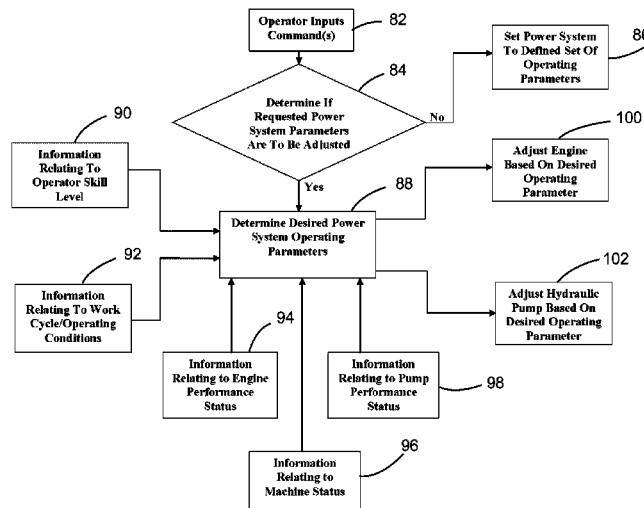 Operator Inputs
Command(s)
82
84
Determine If
Requested Power
System Parameters
Are To Be Adjusted
No
Yes
Set Power System
To Defined Set Of
Operating
Parameters
90
Information
Relating To
Operator Skill
Level
100
Adjust Engine
Based On Desired
Operating
Parameter
88
Determine Desired Power
System Operating
Parameters
92
Information
Relating To Work
Cycle/Operating
Conditions
102
Adjust Hydraulic
Pump Based On
Desired Operating
Parameter
94
Information
Relating to Engine
Performance
Status
98
Information
Relating to Pump
Performance
Status
96
Information
Relating to
Machine Status